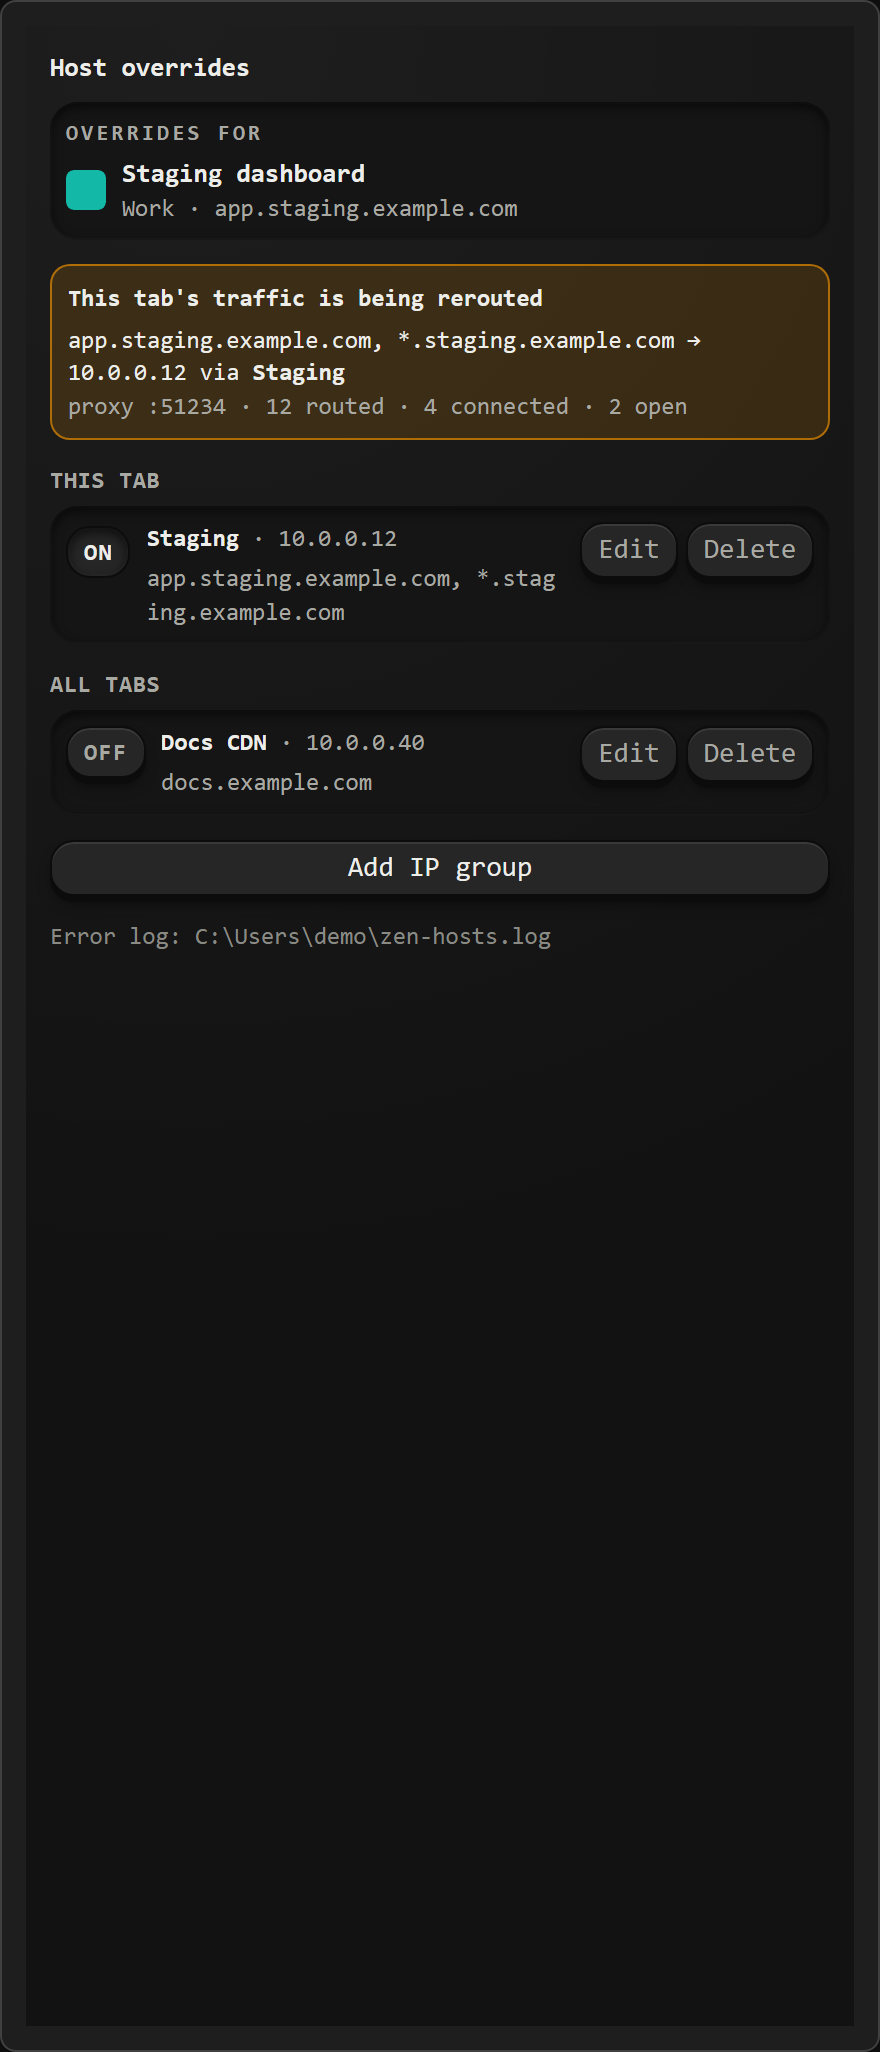 Host overrides
OVERRIDES FOR
Staging dashboard
Work · app.staging.example.com
This tab's traffic is being rerouted
app.staging.example.com, *.staging.example.com →
10.0.0.12 via Staging
proxy :51234 · 12 routed · 4 connected · 2 open
THIS TAB
ON
Staging · 10.0.0.12
app.staging.example.com, *.stag
ing.example.com
Edit
Delete
ALL TABS
OFF
Docs CDN · 10.0.0.40
docs.example.com
Edit
Delete
Add IP group
Error log: C:\Users\demo\zen-hosts.log